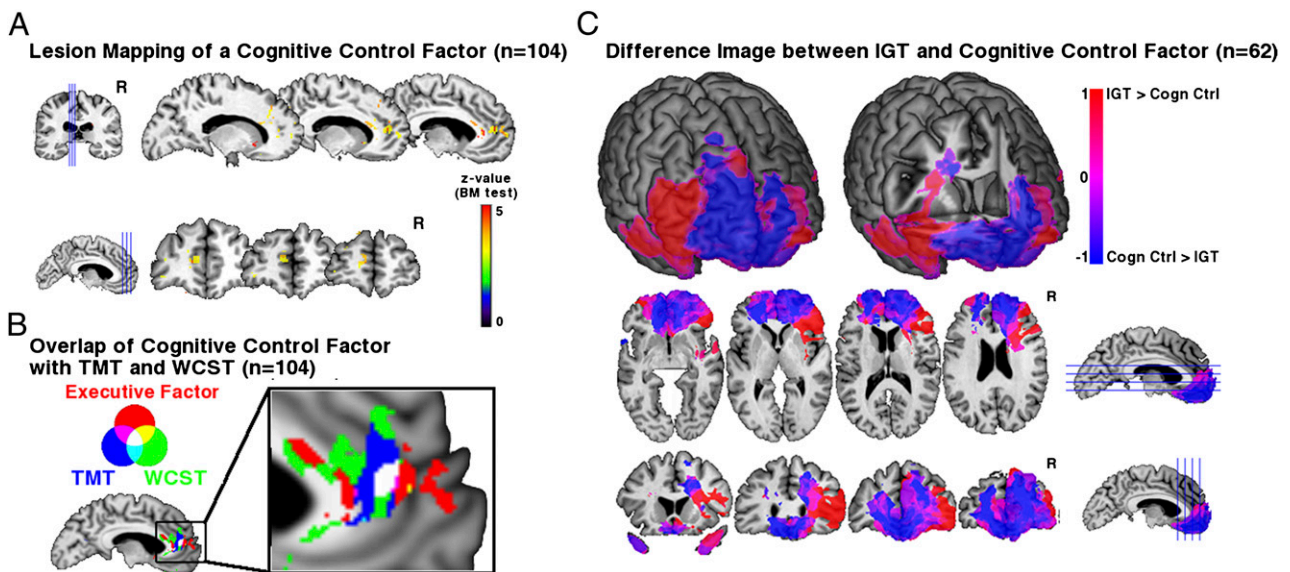 A
Lesion Mapping of a Cognitive Control Factor (n=104)
R
z-value
(BM test)
5
0
R
B
Overlap of Cognitive Control Factor
with TMT and WCST (n=104)
Executive Factor
TMT
WCST
C
Difference Image between IGT and Cognitive Control Factor (n=62)
1
IGT > Cogn Ctrl
0
-1
Cogn Ctrl > IGT
R
R